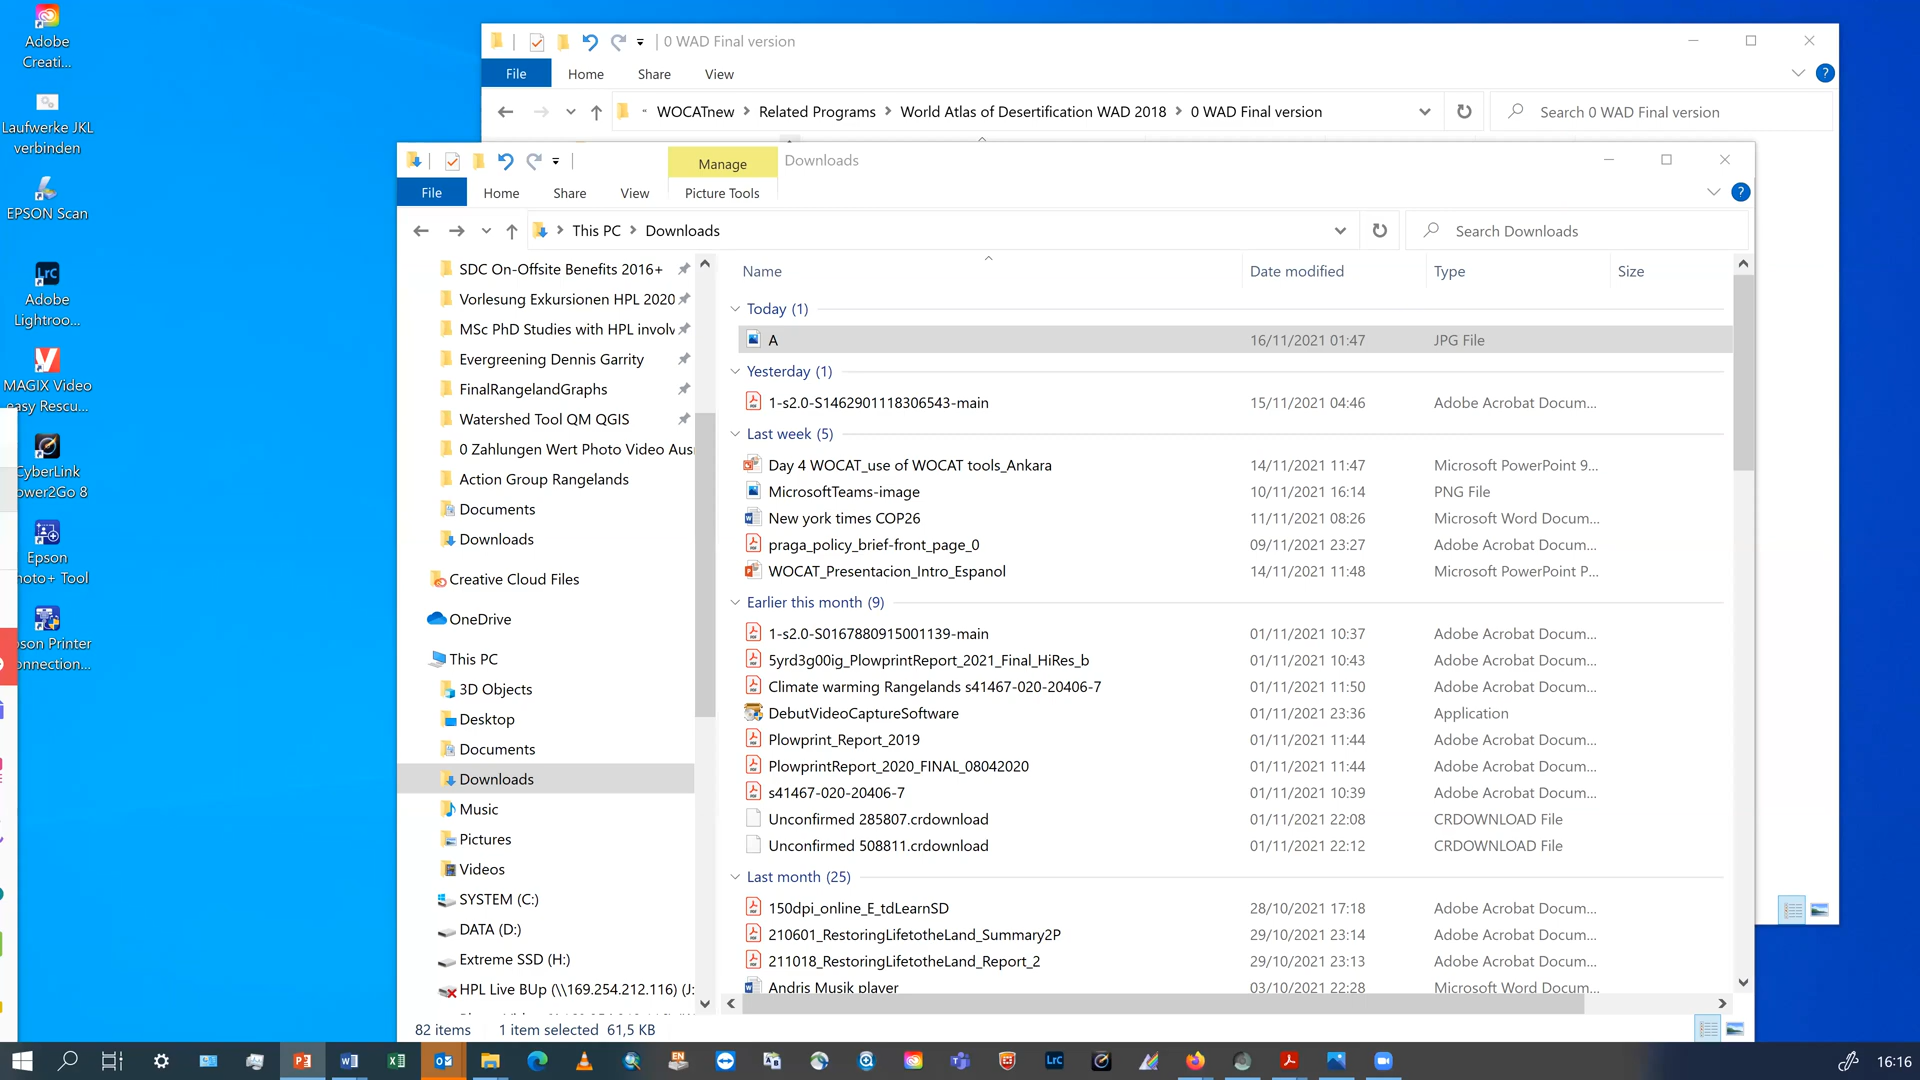 Adobe
Creati...
Laufwerke JKL
verbinden
EPSON Scan
Adobe
Lightroo...
MAGIX Video
easy Rescu...
CyberLink
ower2Go 8
Epson
hoto+ Tool
son Printer
onnection...
0 WAD Final version
File Home Share View
WOCATnew > Related Programs > World Atlas of Desertification WAD 2018 > 0 WAD Final version
Search 0 WAD Final version
Manage Downloads
File Home Share View Picture Tools
This PC > Downloads
Search Downloads
SDC On-Offsite Benefits 2016+
Vorlesung Exkursionen HPL 2020
MSc PhD Studies with HPL involv
Evergreening Dennis Garrity
FinalRangelandGraphs
Watershed Tool QM QGIS
0 Zahlungen Wert Photo Video Aus
Action Group Rangelands
Documents
Downloads
Creative Cloud Files
OneDrive
This PC
3D Objects
Desktop
Documents
Downloads
Music
Pictures
Videos
SYSTEM (C:)
DATA (D:)
Extreme SSD (H:)
HPL Live BUp (\\169.254.212.116) (J:
Name Date modified Type Size
Today (1)
A 16/11/2021 01:47 JPG File
Yesterday (1)
1-s2.0-S1462901118306543-main 15/11/2021 04:46 Adobe Acrobat Docum...
Last week (5)
Day 4 WOCAT_use of WOCAT tools_Ankara 14/11/2021 11:47 Microsoft PowerPoint 9...
MicrosoftTeams-image 10/11/2021 16:14 PNG File
New york times COP26 11/11/2021 08:26 Microsoft Word Docum...
praga_policy_brief-front_page_0 09/11/2021 23:27 Adobe Acrobat Docum...
WOCAT_Presentacion_Intro_Espanol 14/11/2021 11:48 Microsoft PowerPoint P...
Earlier this month (9)
1-s2.0-S0167880915001139-main 01/11/2021 10:37 Adobe Acrobat Docum...
5yrd3g00ig_PlowprintReport_2021_Final_HiRes_b 01/11/2021 10:43 Adobe Acrobat Docum...
Climate warming Rangelands s41467-020-20406-7 01/11/2021 11:50 Adobe Acrobat Docum...
DebutVideoCaptureSoftware 01/11/2021 23:36 Application
Plowprint_Report_2019 01/11/2021 11:44 Adobe Acrobat Docum...
PlowprintReport_2020_FINAL_08042020 01/11/2021 11:44 Adobe Acrobat Docum...
s41467-020-20406-7 01/11/2021 10:39 Adobe Acrobat Docum...
Unconfirmed 285807.crdownload 01/11/2021 22:08 CRDOWNLOAD File
Unconfirmed 508811.crdownload 01/11/2021 22:12 CRDOWNLOAD File
Last month (25)
150dpi_online_E_tdLearnSD 28/10/2021 17:18 Adobe Acrobat Docum...
210601_RestoringLifetotheLand_Summary2P 29/10/2021 23:14 Adobe Acrobat Docum...
211018_RestoringLifetotheLand_Report_2 29/10/2021 23:13 Adobe Acrobat Docum...
Andris Musik player 03/10/2021 22:28 Microsoft Word Docum...
82 items 1 item selected 61,5 KB
16:16